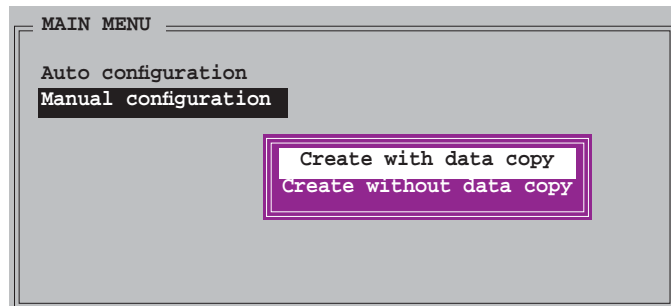 MAIN MENU
Auto configuration
Manual configuration
Create with data copy
Create without data copy